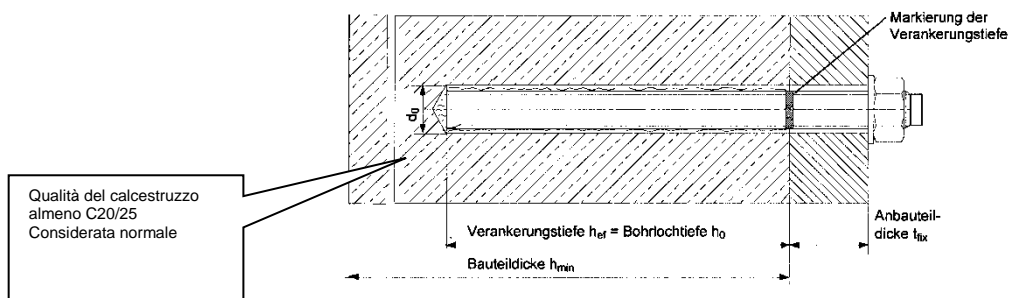 Markierung der
Verankerungstiefe
d0
Qualità del calcestruzzo
almeno C20/25
Considerata normale
Verankerungstiefe hef = Bohrlochtiefe h0
Anbauteil-
dicke tfix
Bauteildicke hmin